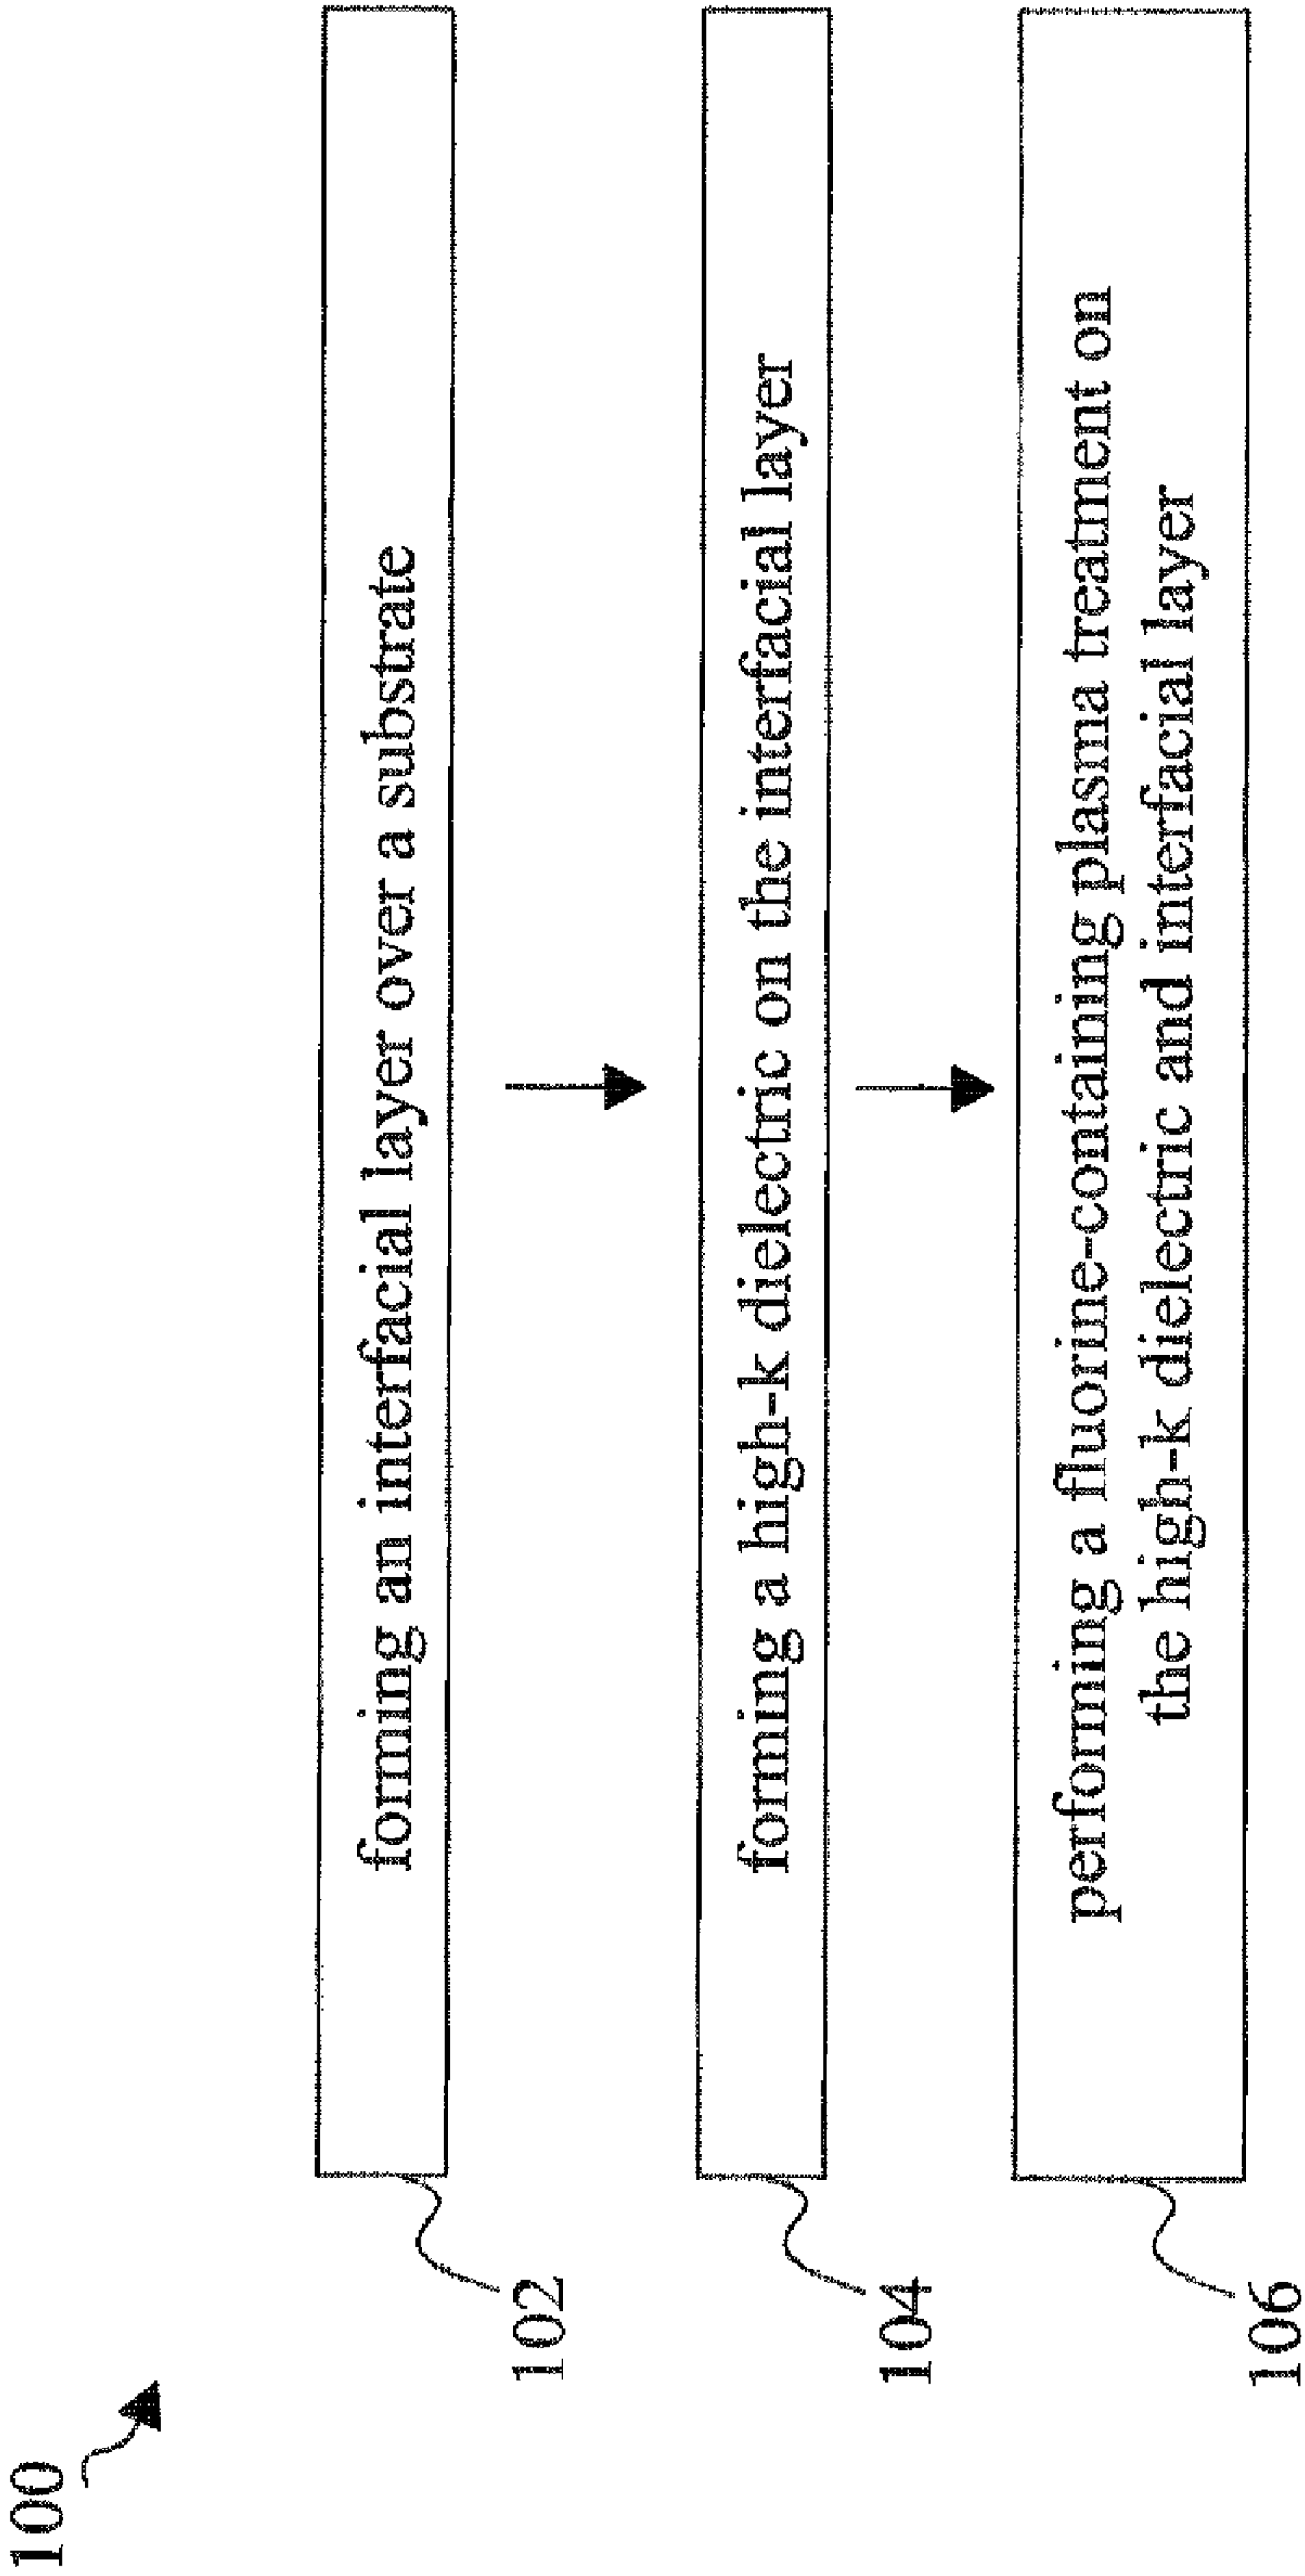 100
102
forming an interfacial layer over a substrate
104
forming a high-k dielectric on the interfacial layer
106
performing a fluorine-containing plasma treatment on
the high-k dielectric and interfacial layer